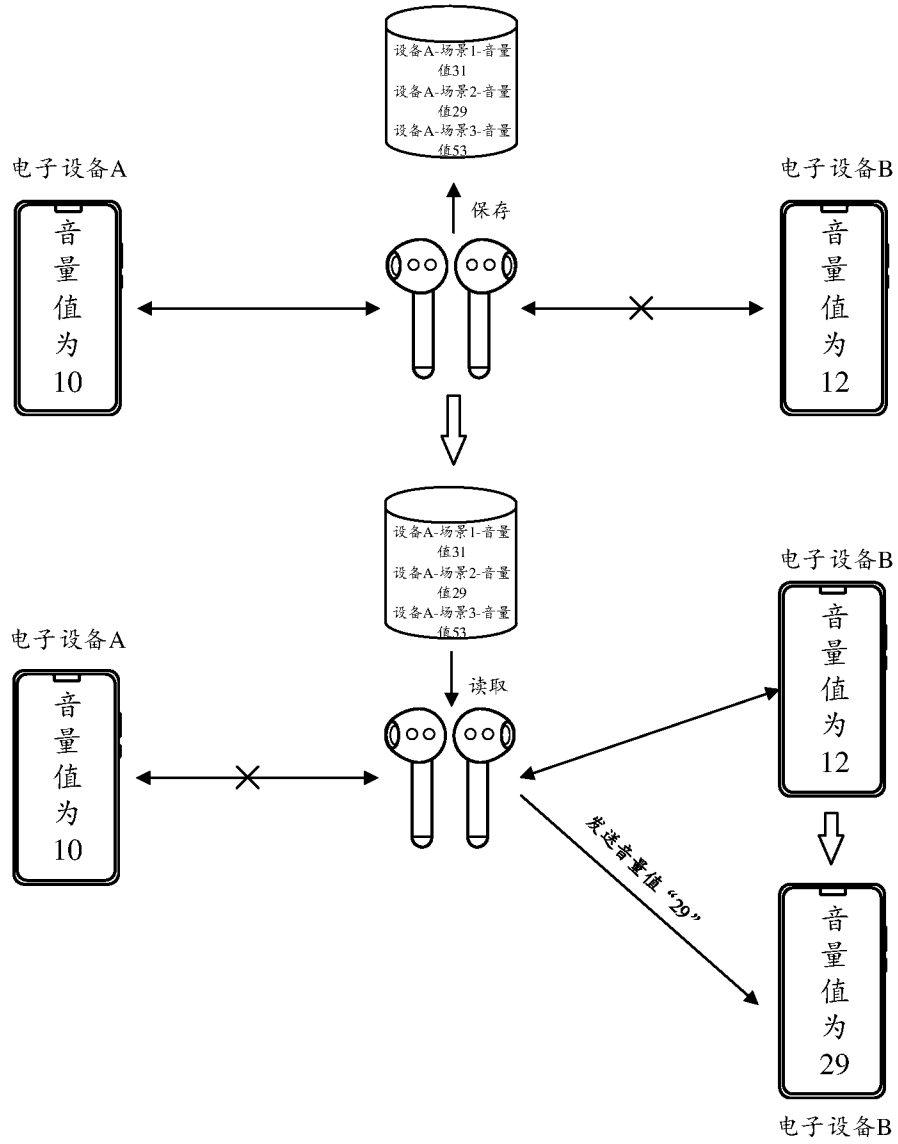 设备A-场景1-音量
值31
设备A-场景2-音量
值29
设备A-场景3-音量
值53
电子设备A
电子设备B
保存
音
量
值
为
10
音
量
值
为
12
设备A-场景1-音量
值31
设备A-场景2-音量
值29
设备A-场景3-音量
值53
电子设备B
电子设备A
读取
音
量
值
为
12
音
量
值
为
10
发送音量值“29”
音
量
值
为
29
电子设备B